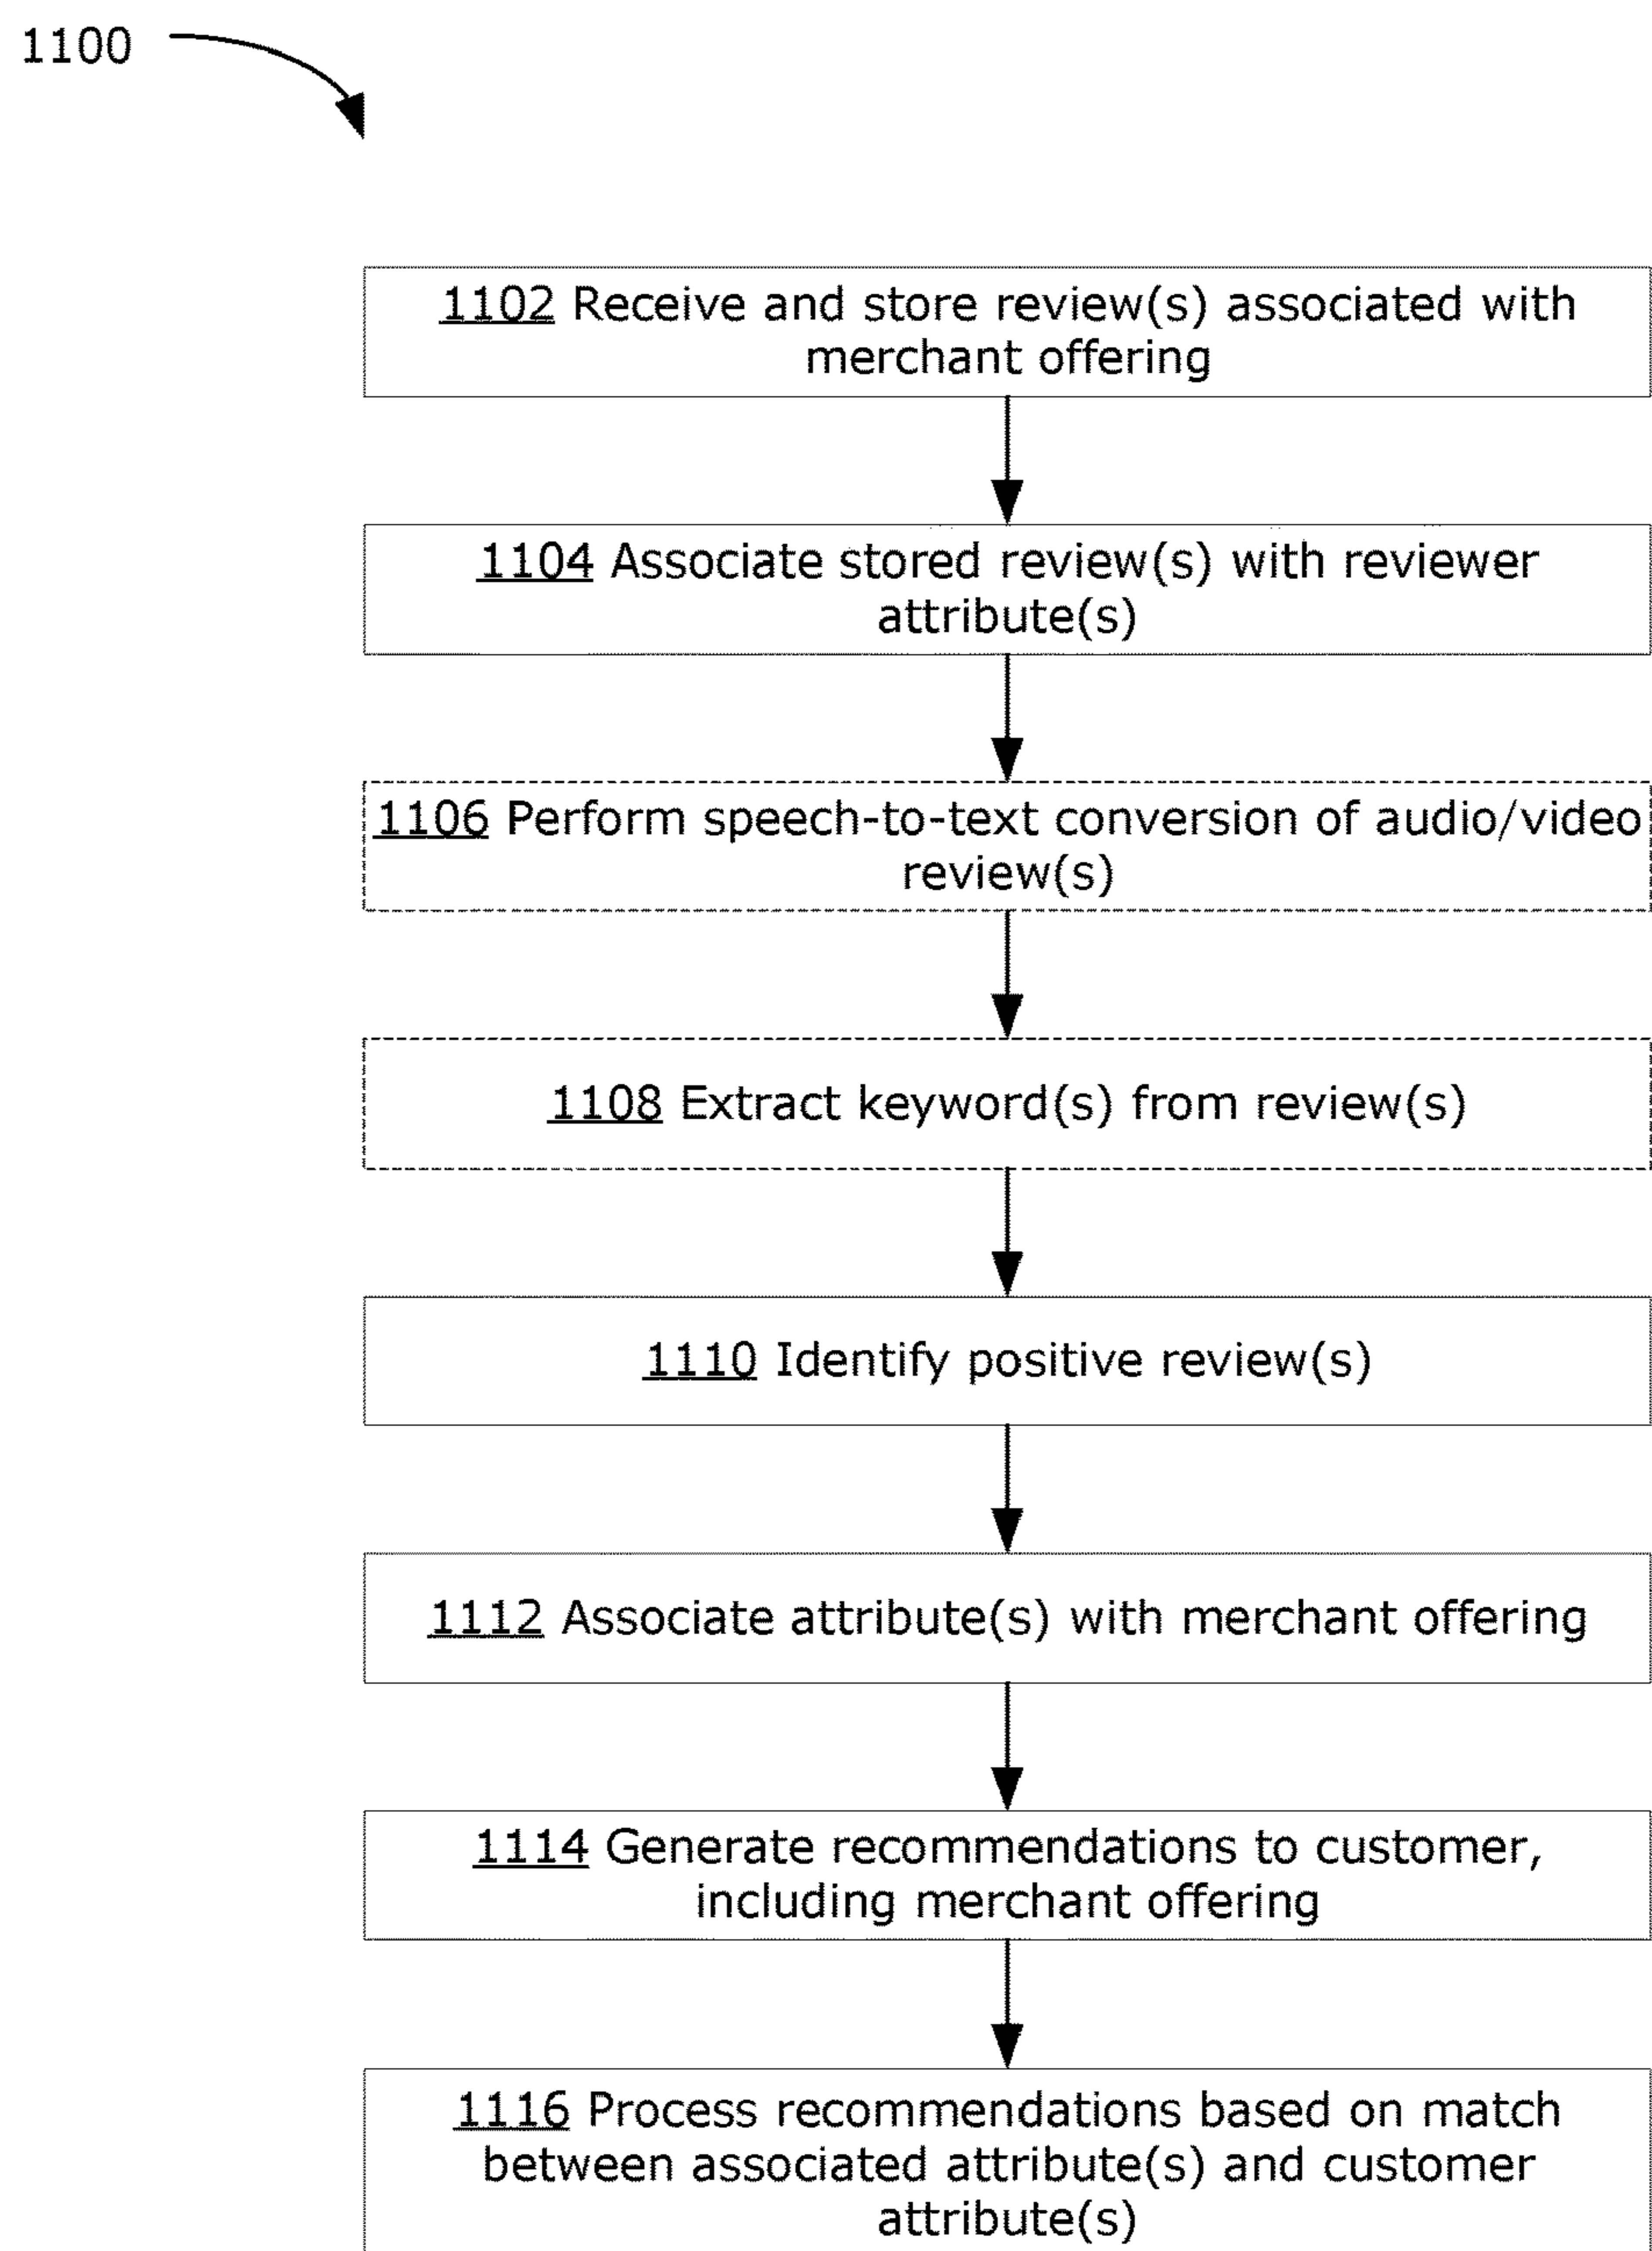 1100
1102 Receive and store review(s) associated with
merchant offering
1104 Associate stored review(s) with reviewer
attribute(s)
1106 Perform speech-to-text conversion of audio/video
review(s)
1108 Extract keyword(s) from review(s)
1110 Identify positive review(s)
1112 Associate attribute(s) with merchant offering
1114 Generate recommendations to customer,
including merchant offering
1116 Process recommendations based on match
between associated attribute(s) and customer
attribute(s)